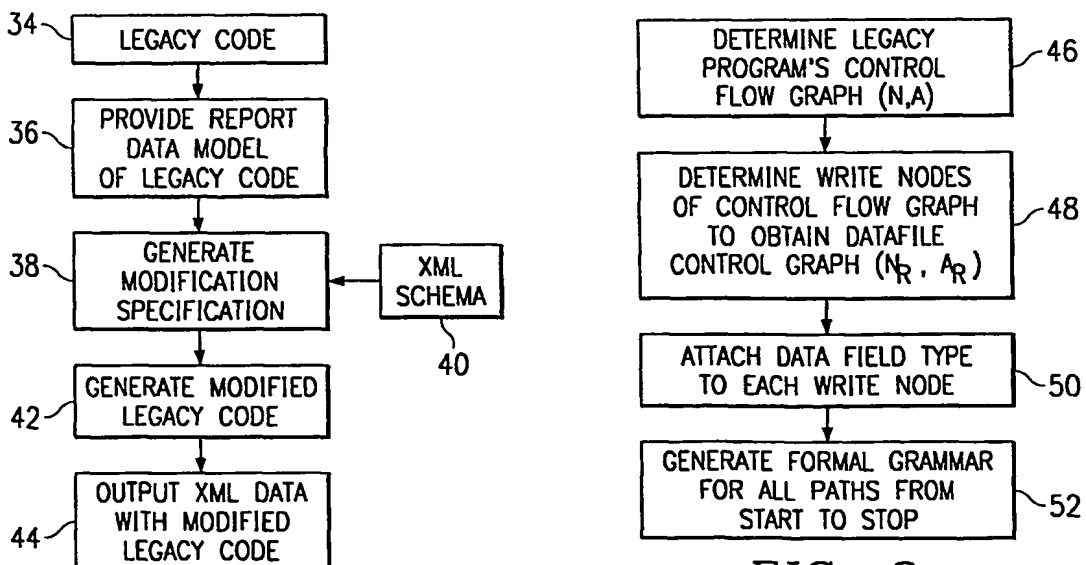 34
LEGACY CODE
36
PROVIDE REPORT
DATA MODEL
OF LEGACY CODE
38
GENERATE
MODIFICATION
SPECIFICATION
XML
SCHEMA
40
42
GENERATE MODIFIED
LEGACY CODE
44
OUTPUT XML DATA
WITH MODIFIED
LEGACY CODE
DETERMINE LEGACY
PROGRAM'S CONTROL
FLOW GRAPH (N,A)
46
DETERMINE WRITE NODES
OF CONTROL FLOW GRAPH
TO OBTAIN DATAFILE
CONTROL GRAPH (NR , AR)
48
ATTACH DATA FIELD TYPE
TO EACH WRITE NODE
50
GENERATE FORMAL GRAMMAR
FOR ALL PATHS FROM
START TO STOP
52